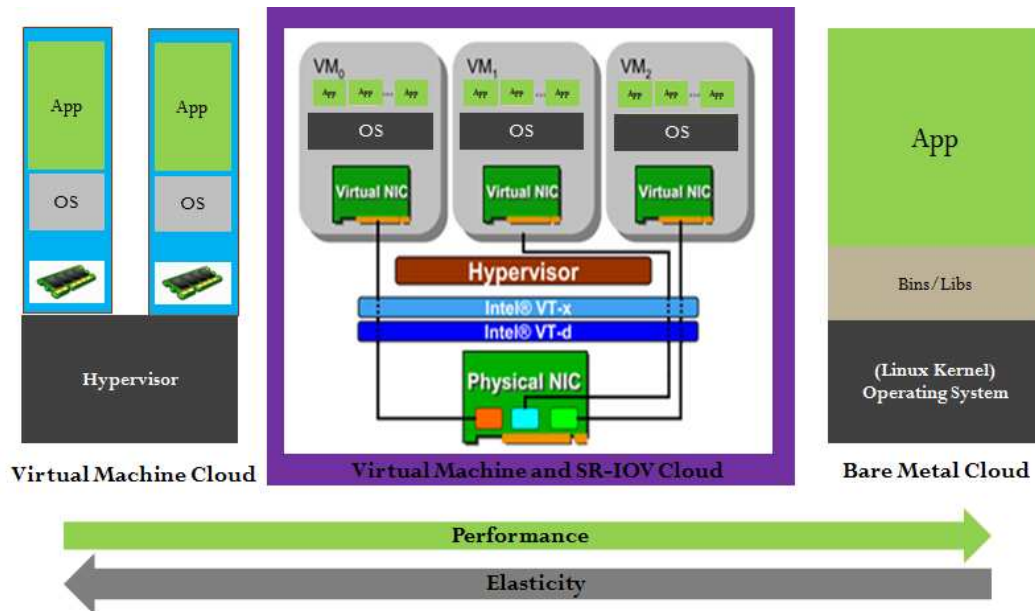 App
OS
App
OS
Hypervisor
Virtual Machine Cloud
VM0
App App ... App
OS
Virtual NIC
VM1
App App ... App
OS
Virtual NIC
VM2
App App ... App
OS
Virtual NIC
Hypervisor
Intel® VT-x
Intel® VT-d
Physical NIC
Virtual Machine and SR-IOV Cloud
App
Bins/Libs
(Linux Kernel)
Operating System
Bare Metal Cloud
Performance
Elasticity